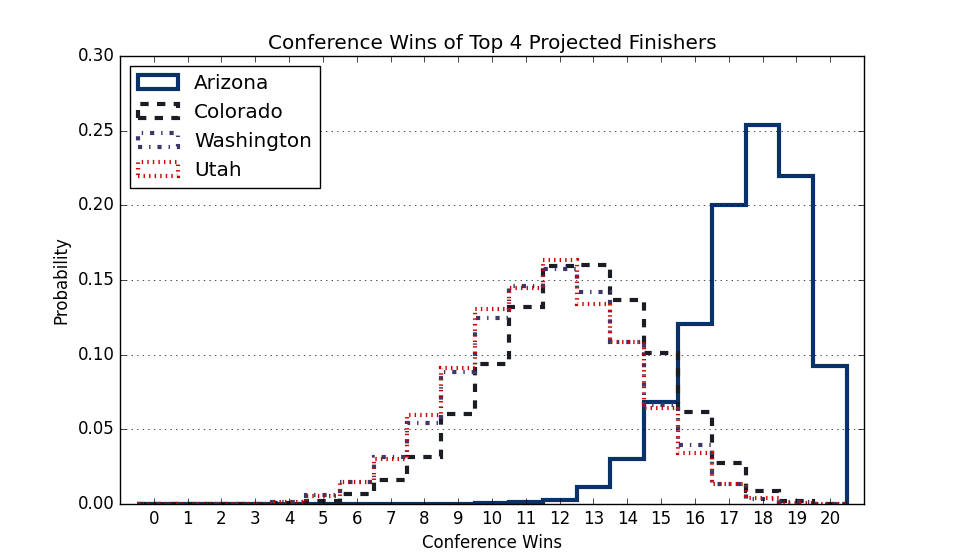 Conference Wins of Top 4 Projected Finishers
0.30
Arizona
Colorado
Washington
Utah
0.25
0.20
0.15
0.10
0.05
0.00
Probability
0 1 2 3 4 5 6 7 8 9 10 11 12 13 14 15 16 17 18 19 20
Conference Wins